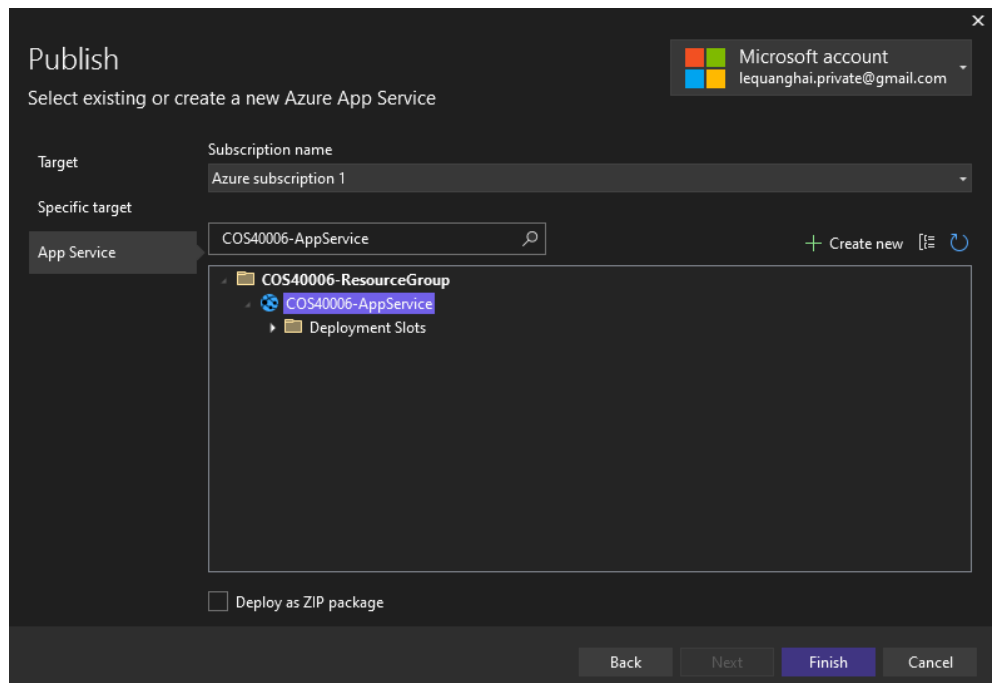 Publish
Microsoft account
lequanghai.private@gmail.com
Select existing or create a new Azure App Service
Target
Specific target
App Service
Subscription name
Azure subscription 1
COS40006-AppService
Create new
COS40006-ResourceGroup
COS40006-AppService
Deployment Slots
Deploy as ZIP package
Back
Next
Finish
Cancel